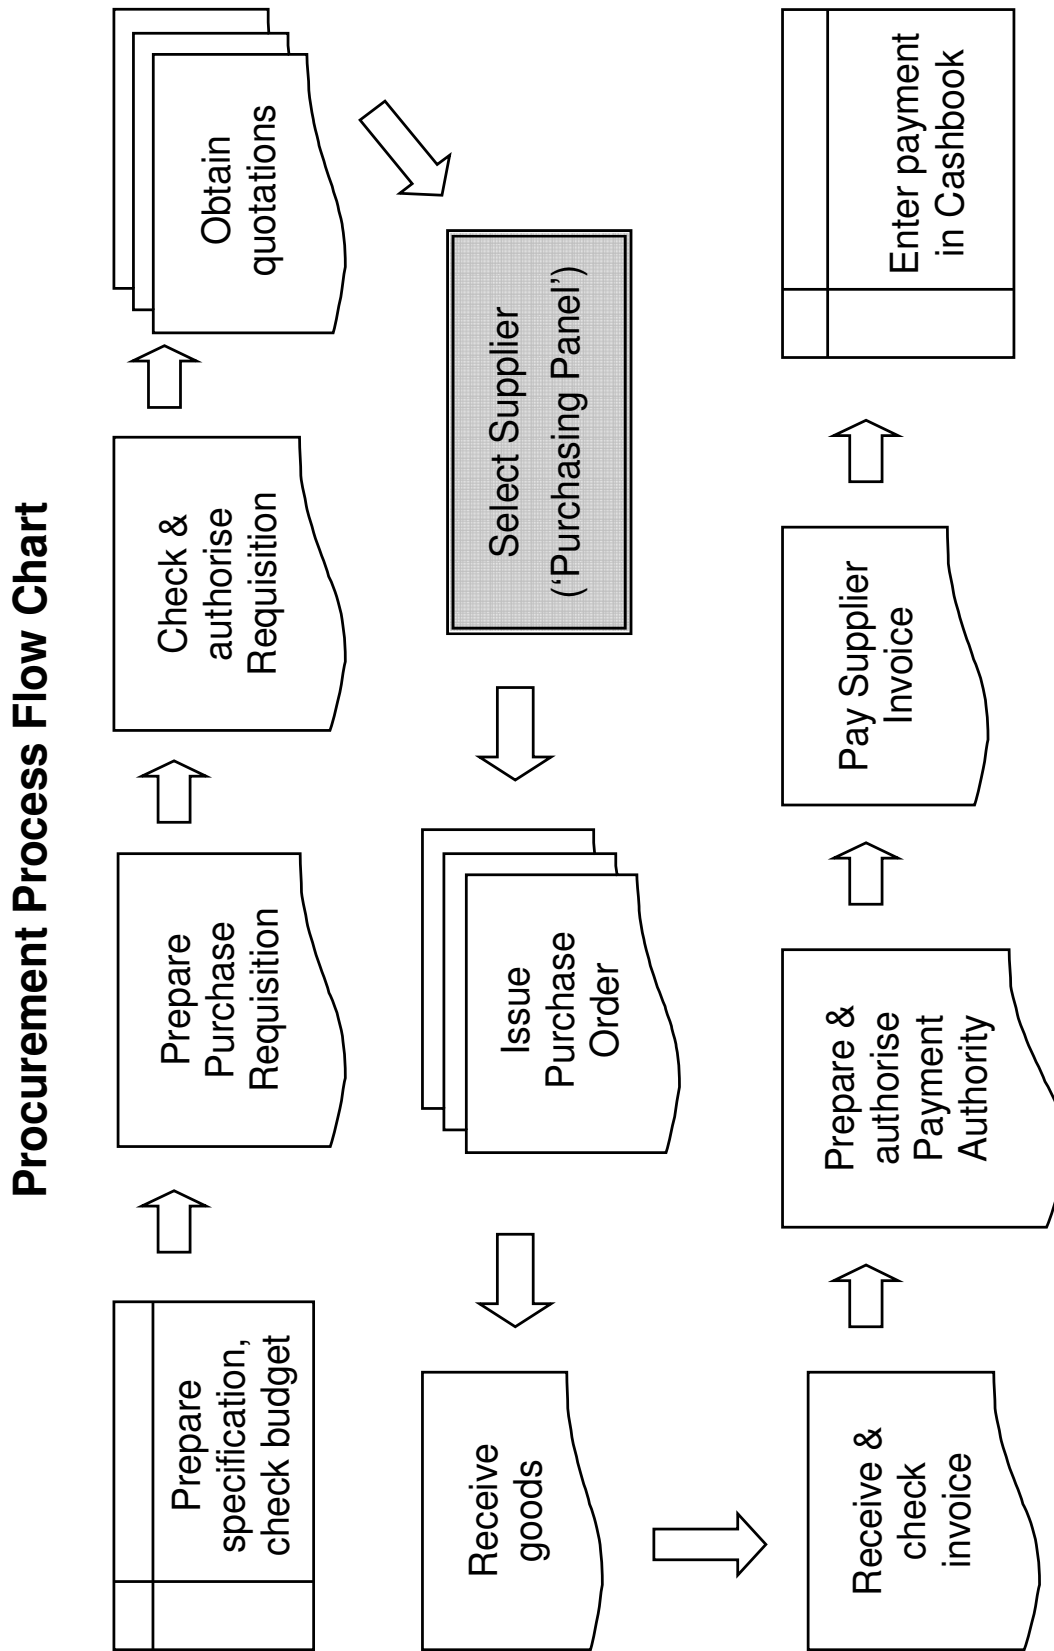 Procurement Process Flow Chart
Prepare
specification,
check budget
Prepare
Purchase
Requisition
Check &
authorise
Requisition
Obtain
quotations
Select Supplier
(‘Purchasing Panel’)
Issue
Purchase
Order
Receive
goods
Receive &
check
invoice
Prepare &
authorise
Payment
Authority
Pay Supplier
Invoice
Enter payment
in Cashbook